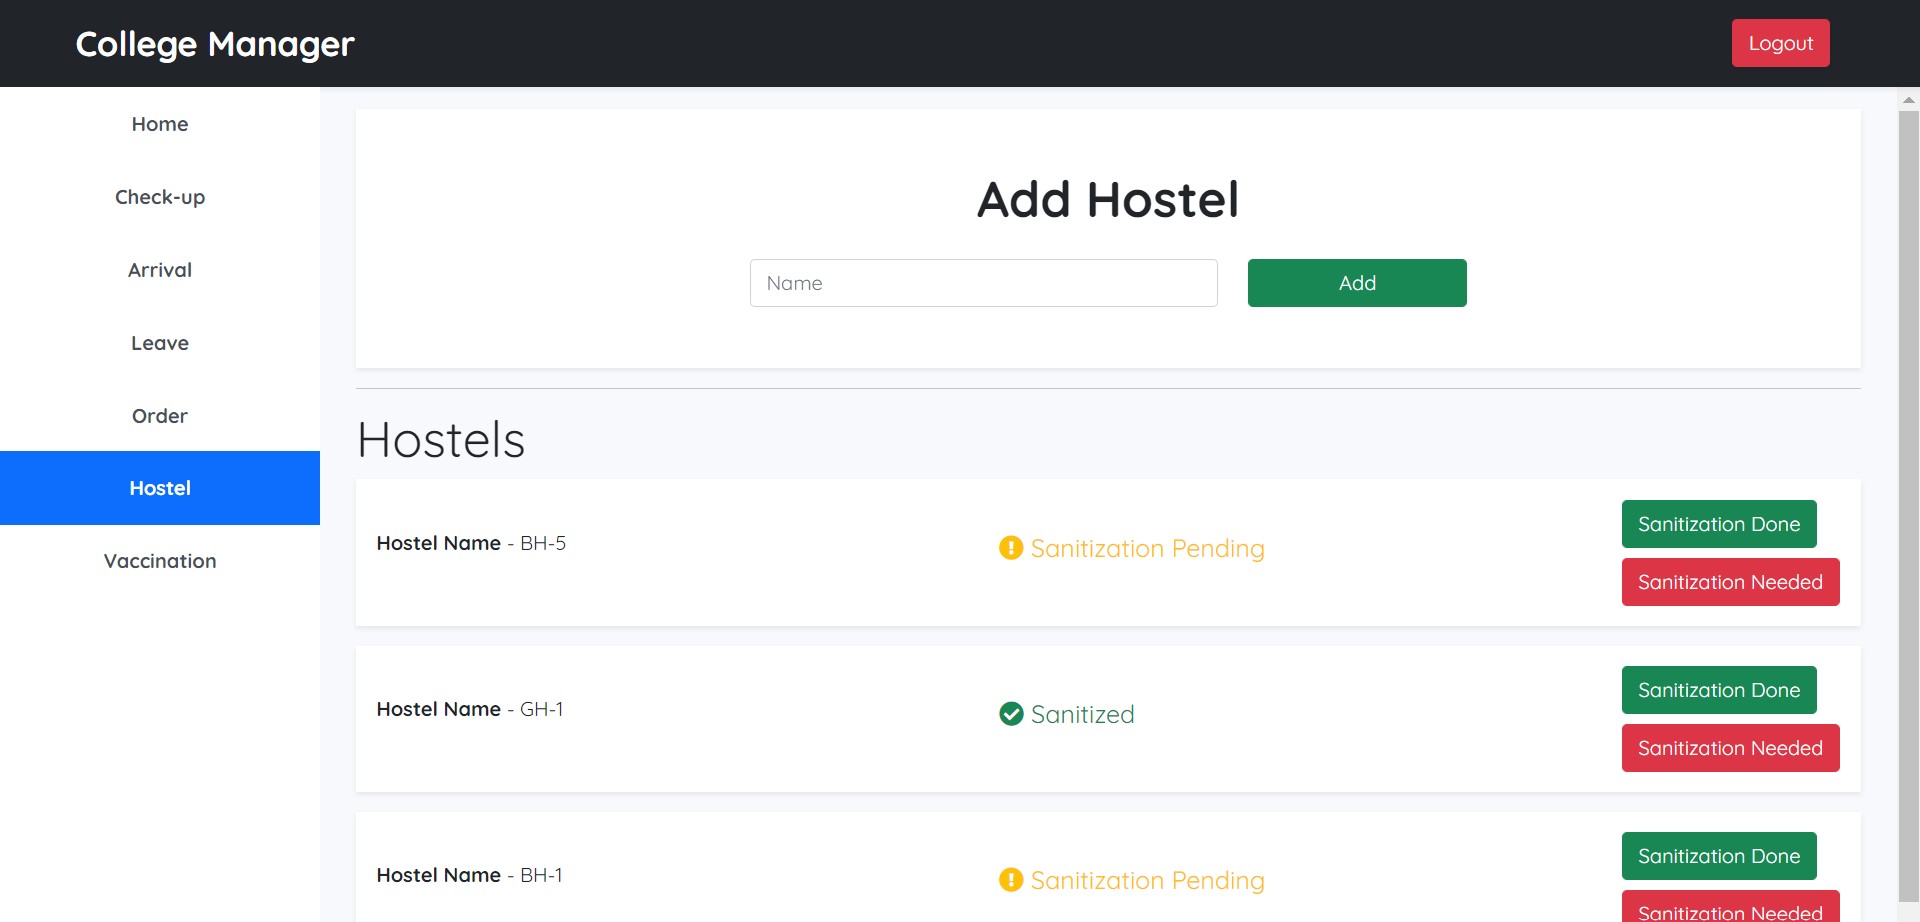 College Manager
Logout
Home
Check-up
Arrival
Leave
Order
Hostel
Vaccination
Add Hostel
Name
Add
Hostels
Hostel Name - BH-5
Sanitization Pending
Sanitization Done
Sanitization Needed
Hostel Name - GH-1
Sanitized
Sanitization Done
Sanitization Needed
Hostel Name - BH-1
Sanitization Pending
Sanitization Done
Sanitization Needed